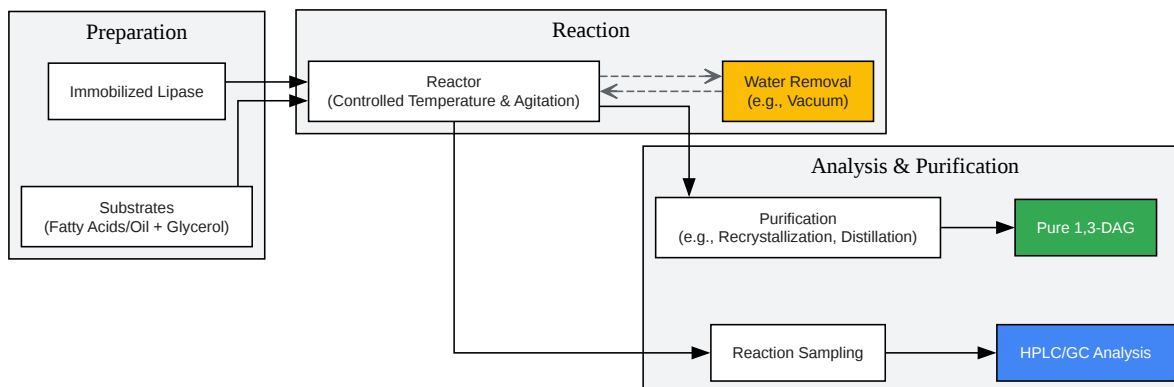 Preparation
Immobilized Lipase
Substrates
(Fatty Acids/Oil + Glycerol)
Reaction
Reactor
(Controlled Temperature & Agitation)
Water Removal
(e.g., Vacuum)
Analysis & Purification
Purification
(e.g., Recrystallization, Distillation)
Pure 1,3-DAG
Reaction Sampling
HPLC/GC Analysis